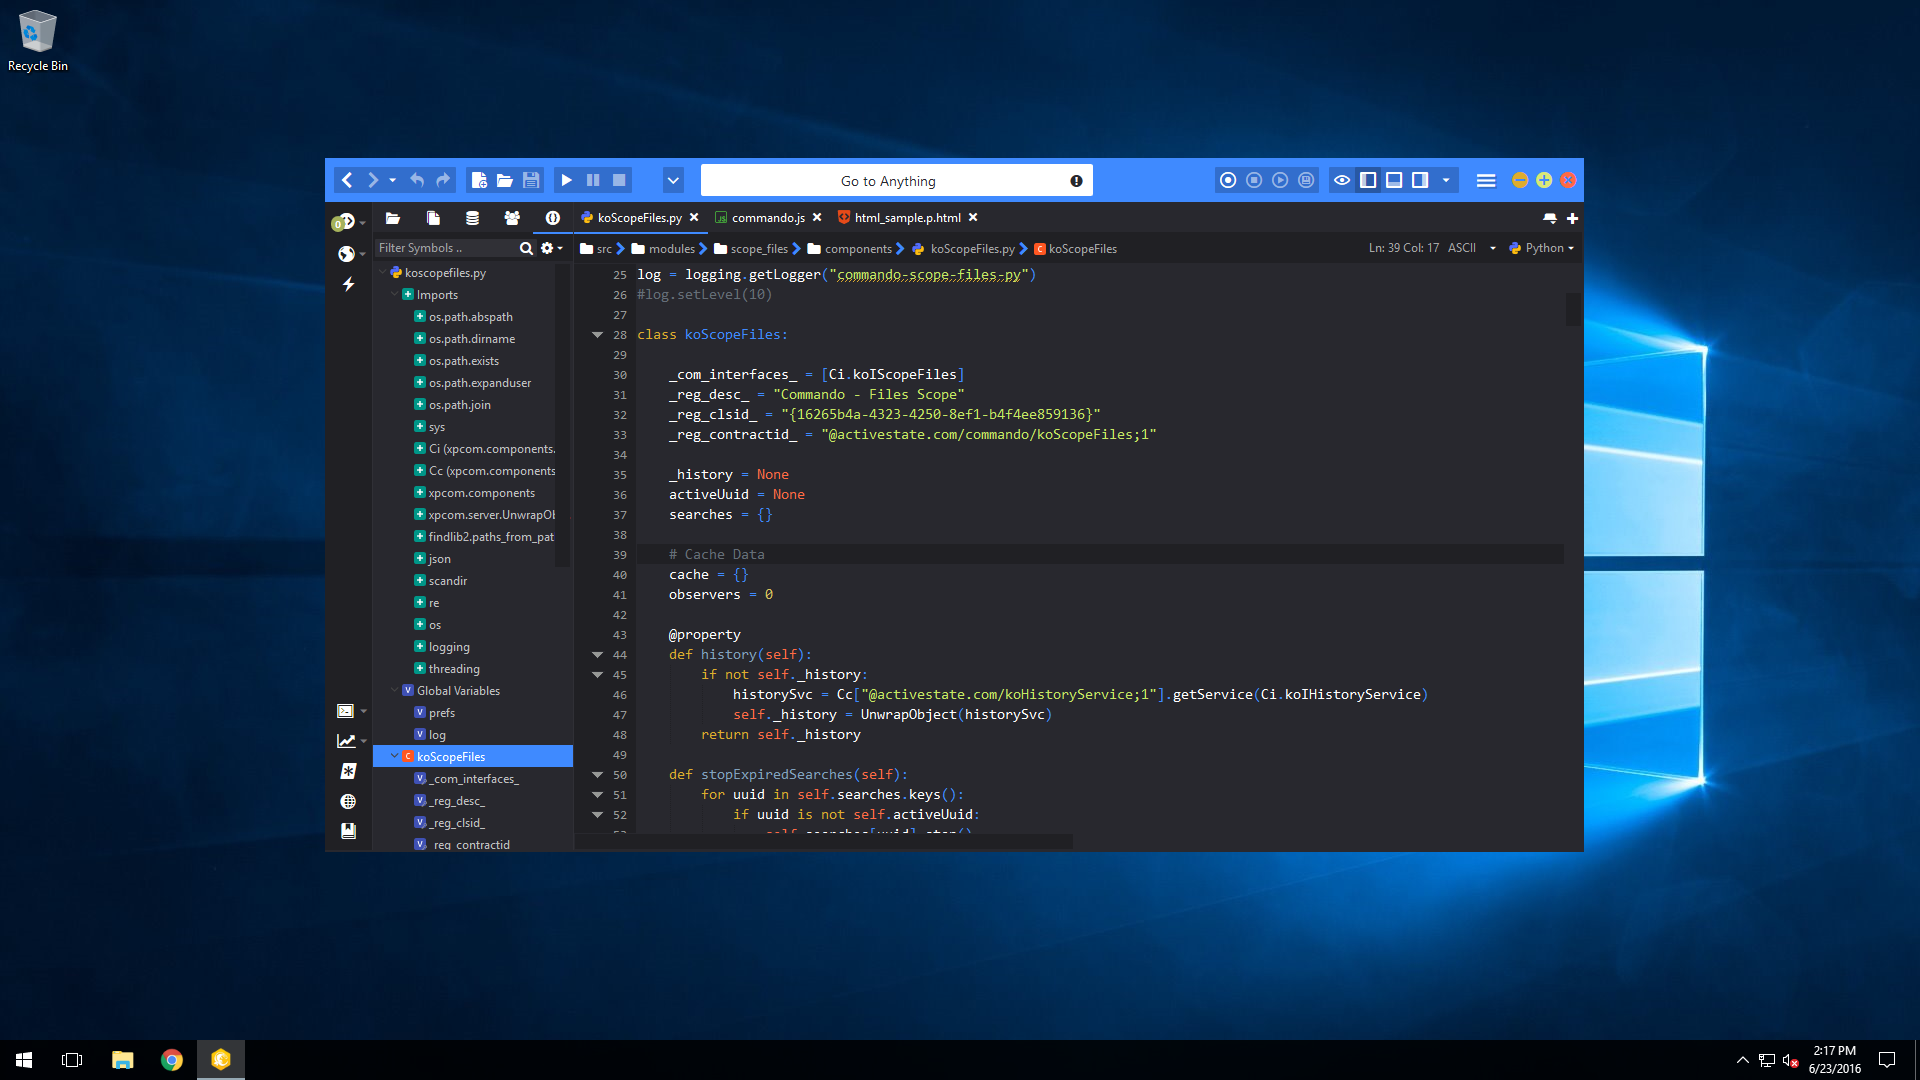 Recycle Bin
Go to Anything
koScopeFiles.py
commando.js
html_sample.p.html
Filter Symbols ..
src
modules
scope_files
components
koScopeFiles.py
koScopeFiles
Ln: 39 Col: 17
ASCII
Python
koscopefiles.py
Imports
os.path.abspath
os.path.dirname
os.path.exists
os.path.expanduser
os.path.join
sys
Ci (xpcom.components.
Cc (xpcom.components
xpcom.components
xpcom.server.UnwrapOb
findlib2.paths_from_pat
json
scandir
re
os
logging
threading
Global Variables
prefs
log
koScopeFiles
_com_interfaces_
_reg_desc_
_reg_clsid_
_reg_contractid_
25 log = logging.getLogger("commando-scope-files-py")
26 #log.setLevel(10)
27
28 class koScopeFiles:
29
30 _com_interfaces_ = [Ci.koIScopeFiles]
31 _reg_desc_ = "Commando - Files Scope"
32 _reg_clsid_ = "{16265b4a-4323-4250-8ef1-b4f4ee859136}"
33 _reg_contractid_ = "@activestate.com/commando/koScopeFiles;1"
34
35 _history = None
36 activeUuid = None
37 searches = {}
38
39 # Cache Data
40 cache = {}
41 observers = 0
42
43 @property
44 def history(self):
45 if not self._history:
46 historySvc = Cc["@activestate.com/koHistoryService;1"].getService(Ci.koIHistoryService)
47 self._history = UnwrapObject(historySvc)
48 return self._history
49
50 def stopExpiredSearches(self):
51 for uuid in self.searches.keys():
52 if uuid is not self.activeUuid:
53 self.searches[uuid].stop()
2:17 PM
6/23/2016